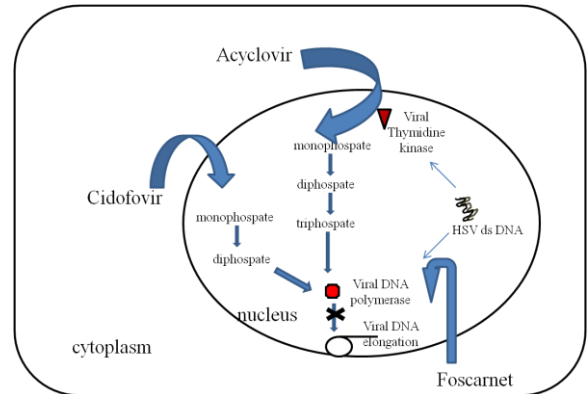 Acyclovir
Viral
Thymidine
kinase
monophospate
diphospate
triphospate
Cidofovir
monophospate
diphospate
HSV ds DNA
Viral DNA
polymerase
nucleus
Viral DNA
elongation
cytoplasm
Foscarnet